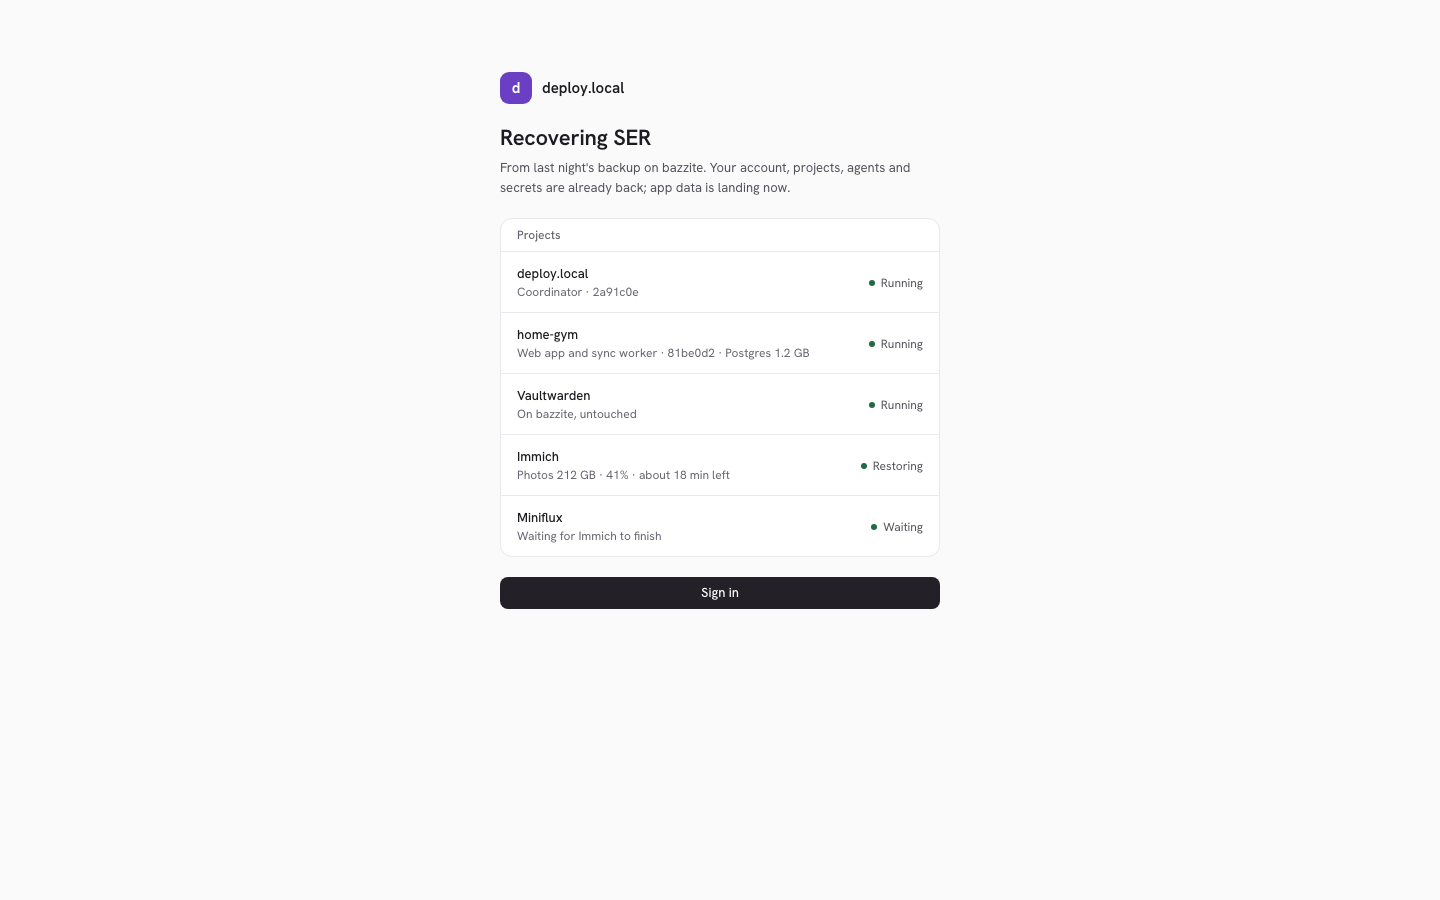 d deploy.local
Recovering SER
From last night's backup on bazzite. Your account, projects, agents and
secrets are already back; app data is landing now.
Projects
deploy.local
Coordinator · 2a91c0e
Running
home-gym
Web app and sync worker · 81be0d2 · Postgres 1.2 GB
Running
Vaultwarden
On bazzite, untouched
Running
Immich
Photos 212 GB · 41% · about 18 min left
Restoring
Miniflux
Waiting for Immich to finish
Waiting
Sign in